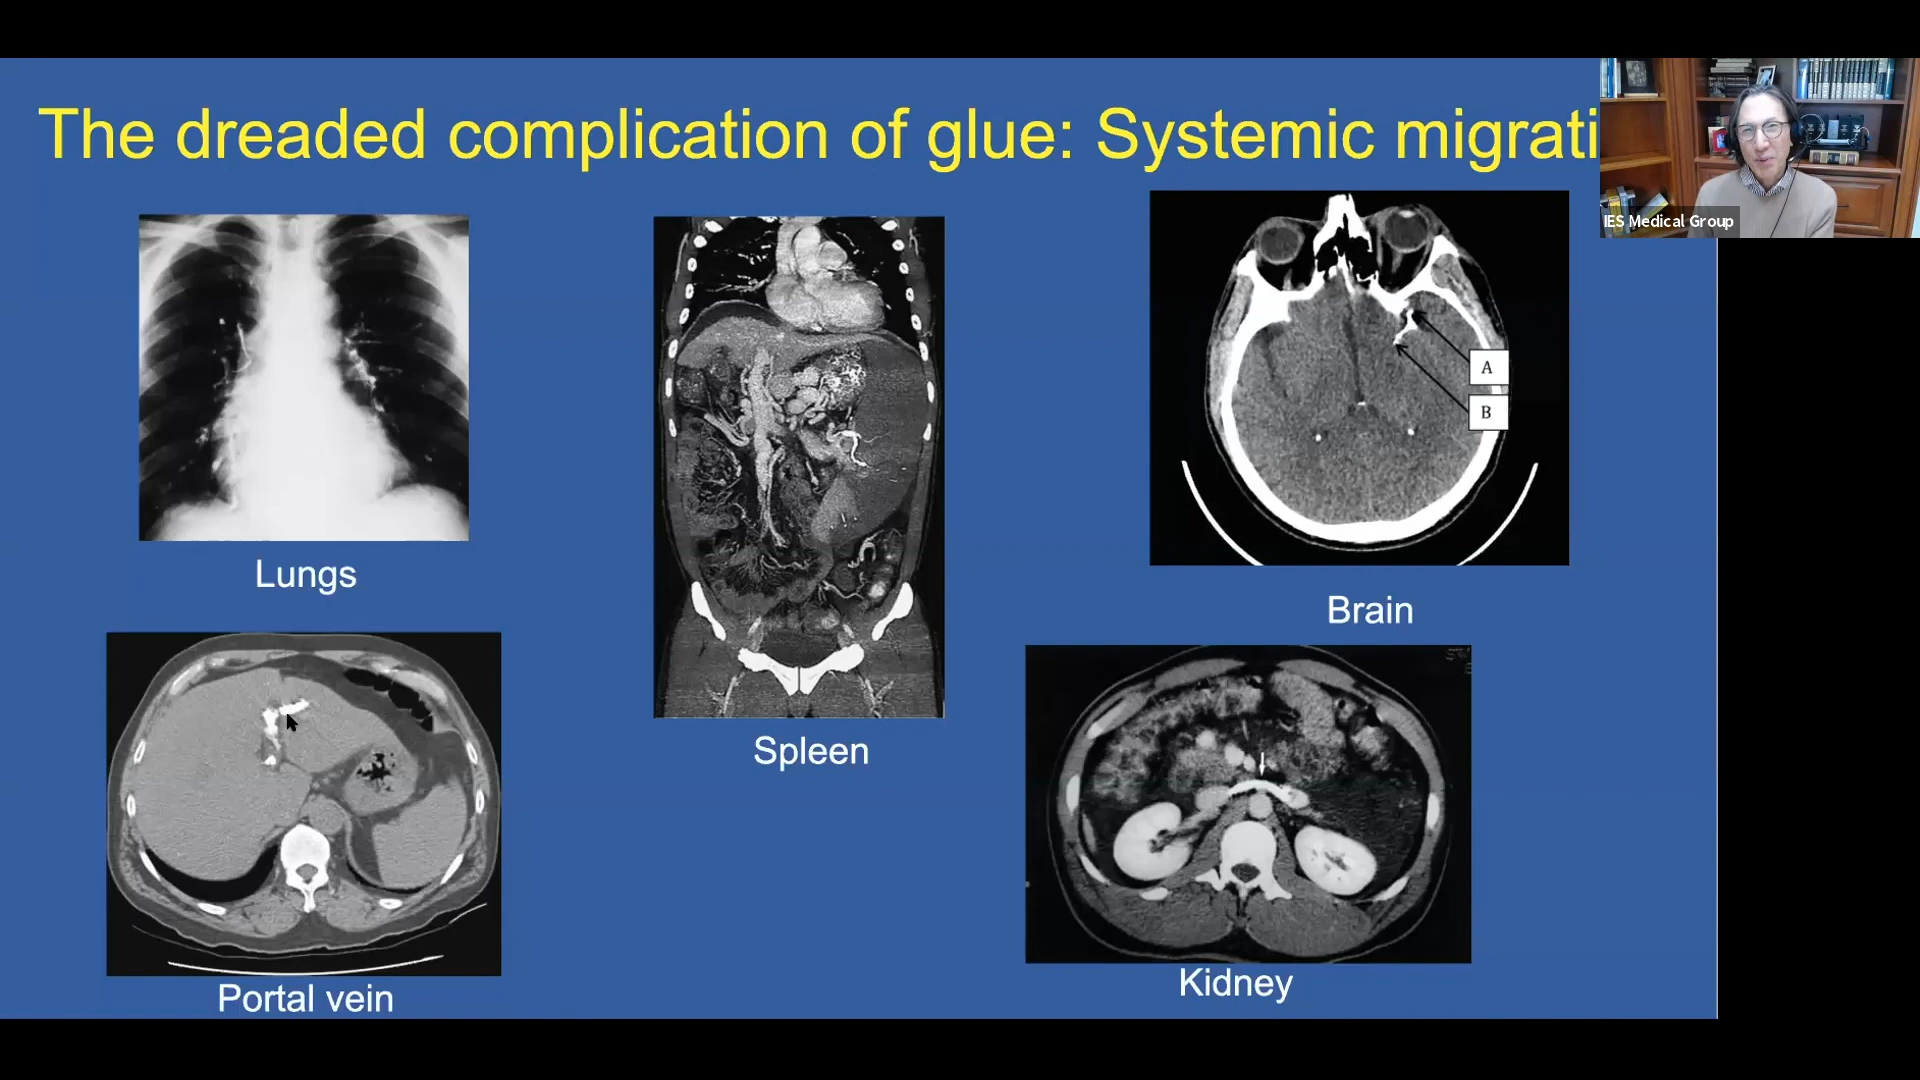 The dreaded complication of glue: Systemic migrati
IES Medical Group
Lungs
Spleen
A
B
Brain
Portal vein
Kidney